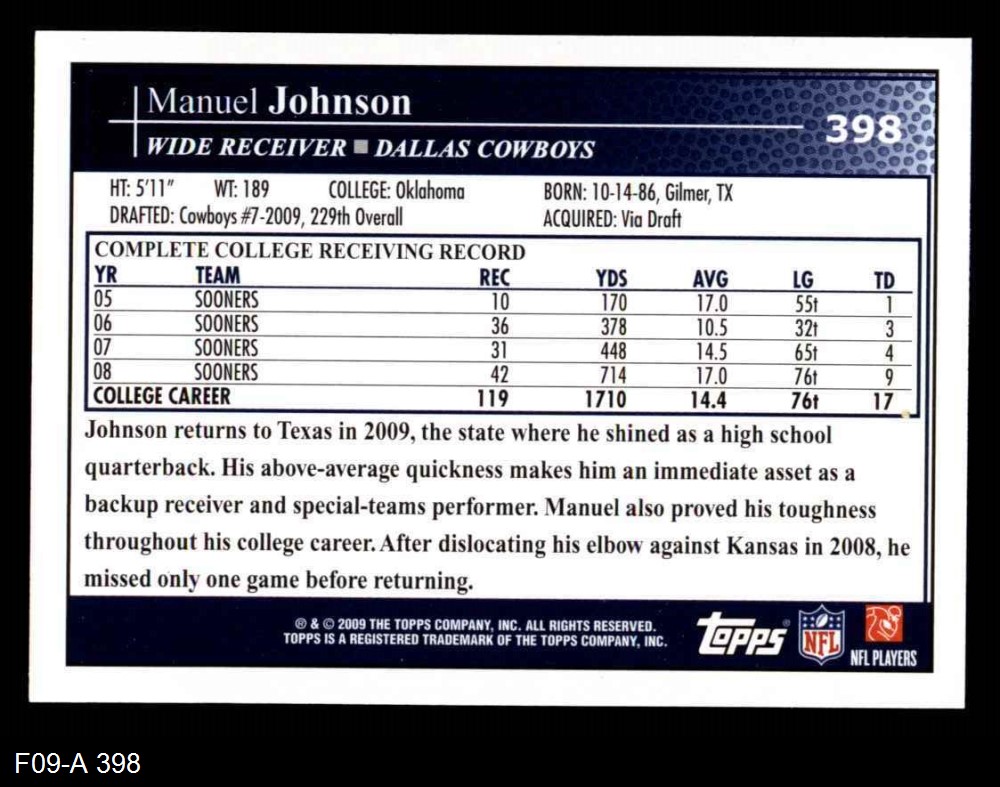 Manuel Johnson
398
WIDE RECEIVER ■ DALLAS COWBOYS
HT: 5'11" WT: 189 COLLEGE: Oklahoma BORN: 10-14-86, Gilmer, TX
DRAFTED: Cowboys #7-2009, 229th Overall ACQUIRED: Via Draft
COMPLETE COLLEGE RECEIVING RECORD
YR TEAM REC YDS AVG LG TD
05 SOONERS 10 170 17.0 55t 1
06 SOONERS 36 378 10.5 32t 3
07 SOONERS 31 448 14.5 65t 4
08 SOONERS 42 714 17.0 76t 9
COLLEGE CAREER 119 1710 14.4 76t 17
Johnson returns to Texas in 2009, the state where he shined as a high school
quarterback. His above-average quickness makes him an immediate asset as a
backup receiver and special-teams performer. Manuel also proved his toughness
throughout his college career. After dislocating his elbow against Kansas in 2008, he
missed only one game before returning.
® & © 2009 THE TOPPS COMPANY, INC. ALL RIGHTS RESERVED.
TOPPS IS A REGISTERED TRADEMARK OF THE TOPPS COMPANY, INC.
Topps®
NFL
NFL PLAYERS
F09-A 398